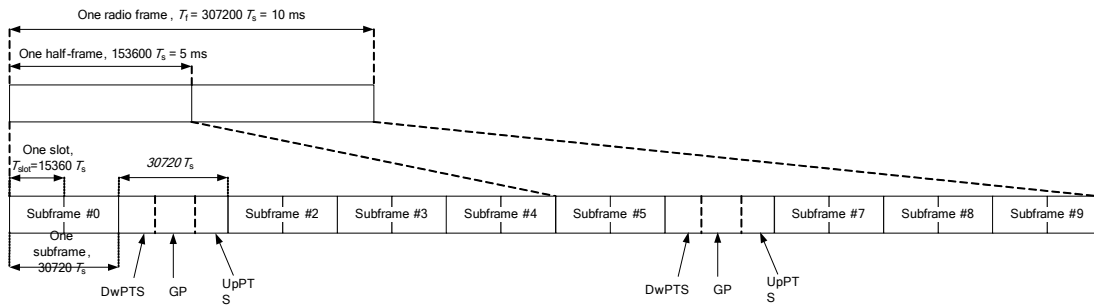 One radio frame, Tf = 307200 Ts = 10 ms
One half-frame, 153600 Ts = 5 ms
One slot,
Tslot=15360 Ts
30720 Ts
Subframe #0
Subframe #2
Subframe #3
Subframe #4
Subframe #5
Subframe #7
Subframe #8
Subframe #9
One
subframe,
30720 Ts
DwPTS
GP
UpPT
S
DwPTS
GP
UpPT
S